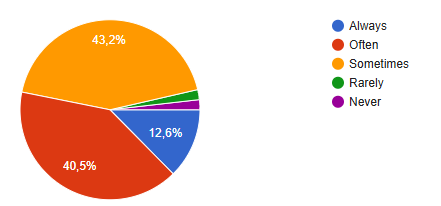 43,2%
40,5%
12,6%
Always
Often
Sometimes
Rarely
Never